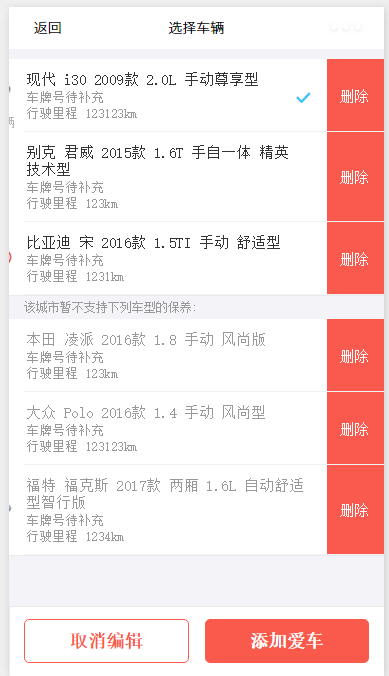 返回 选择车辆
现代 i30 2009款 2.0L 手动尊享型
车牌号待补充
行驶里程 123123km
删除
辆
别克 君威 2015款 1.6T 手自一体 精英
技术型
车牌号待补充
行驶里程 123km
删除
比亚迪 宋 2016款 1.5TI 手动 舒适型
车牌号待补充
行驶里程 1231km
删除
该城市暂不支持下列车型的保养:
本田 凌派 2016款 1.8 手动 风尚版
车牌号待补充
行驶里程 123km
删除
大众 Polo 2016款 1.4 手动 风尚型
车牌号待补充
行驶里程 123123km
删除
福特 福克斯 2017款 两厢 1.6L 自动舒适
型智行版
车牌号待补充
行驶里程 1234km
删除
取消编辑 添加爱车